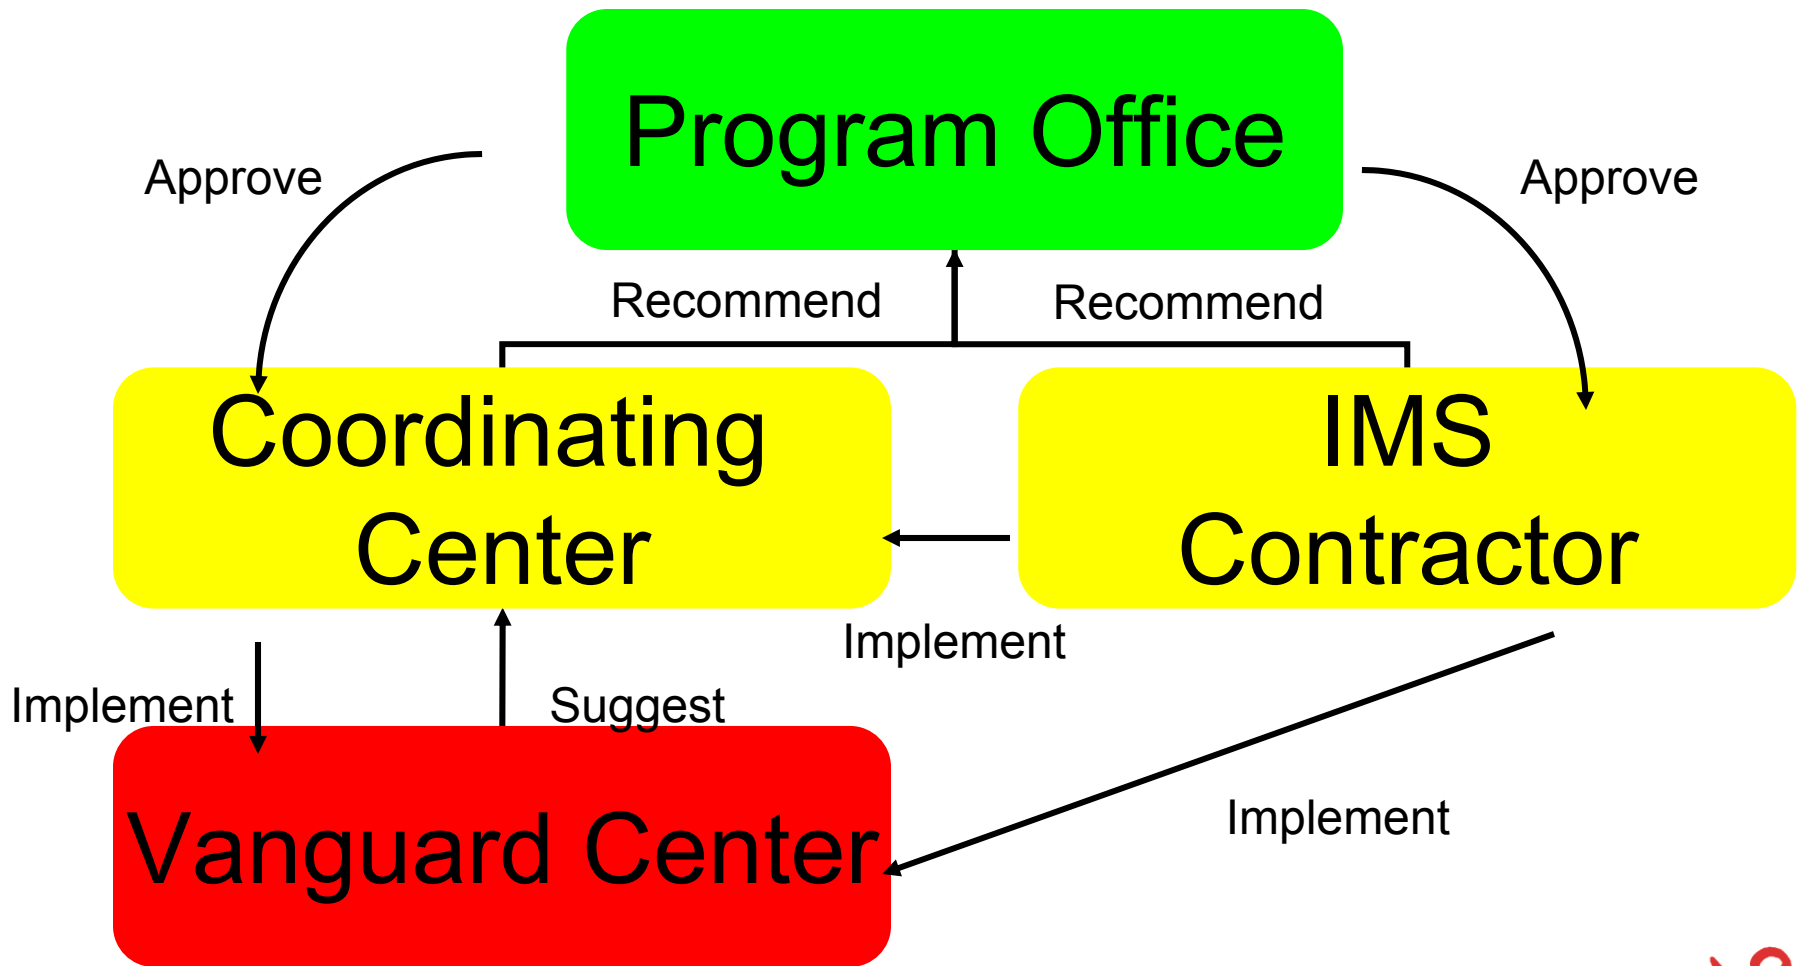 Program Office
Approve
Approve
Recommend
Recommend
Coordinating
Center
IMS
Contractor
Implement
Implement
Suggest
Vanguard Center
Implement